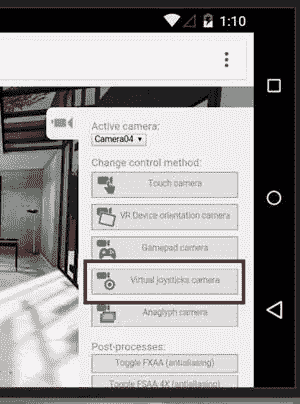 1:10
Active camera:
Camera04
Change control method:
Touch camera
VR Device orientation camera
Gamepad camera
Virtual joysticks camera
Anaglyph camera
Post-processes:
Toggle FXAA (antialiasing)
Toggle FSAA 4X (antialiasing)